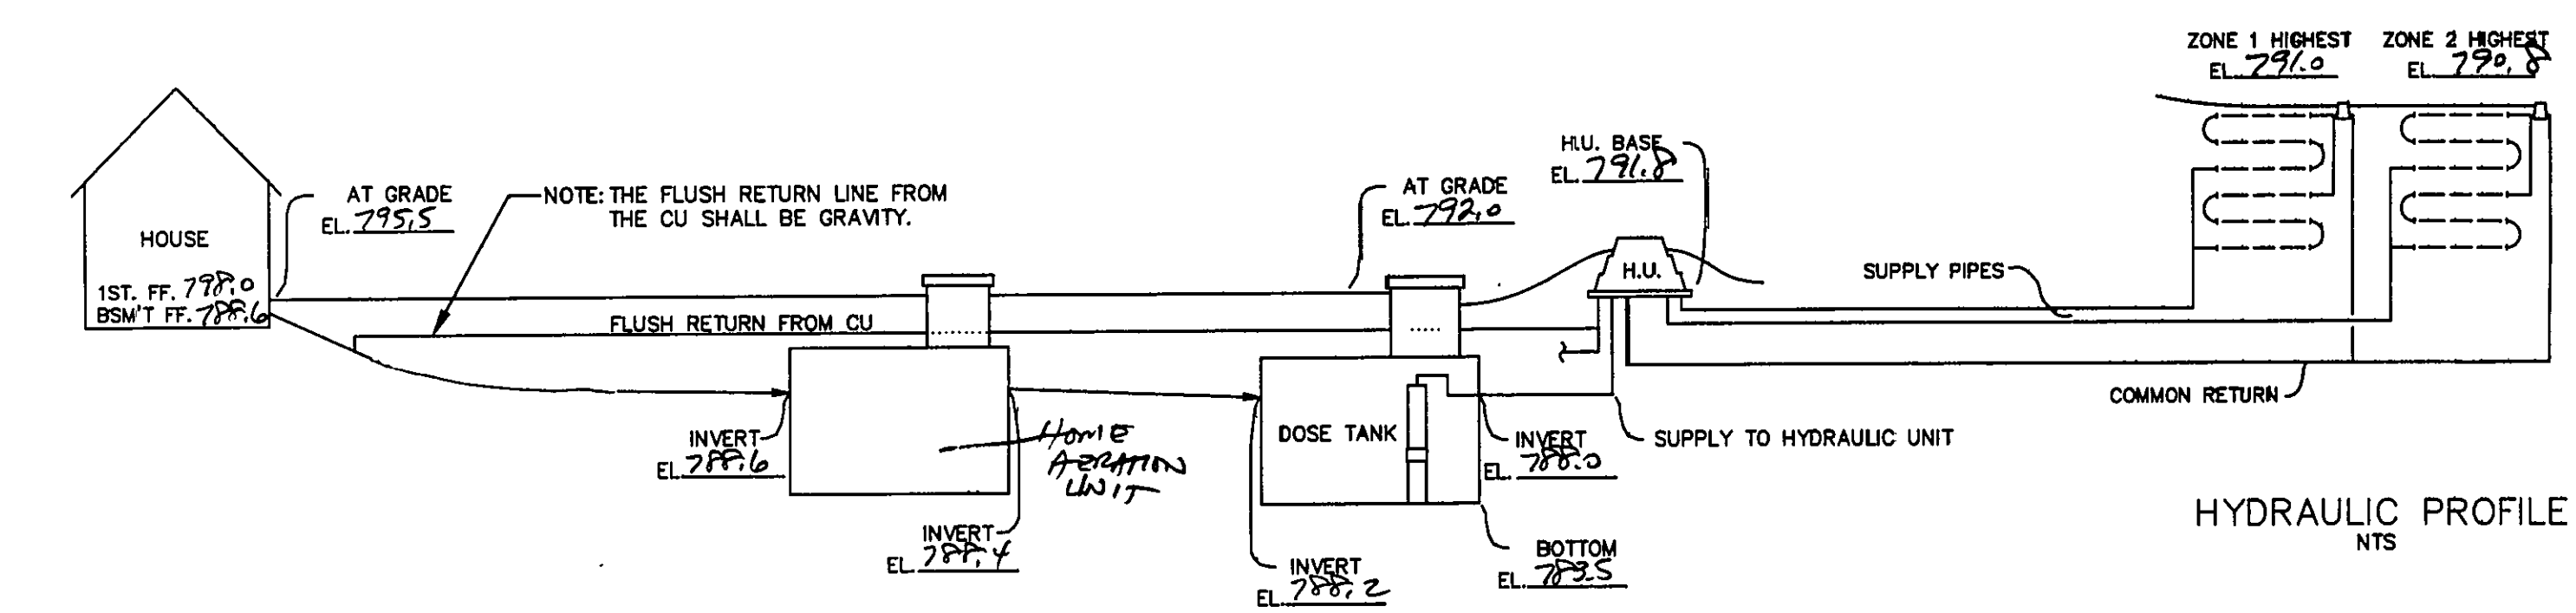 ZONE 1 HIGHEST
EL. 791.0
ZONE 2 HIGHEST
EL. 790.8
H.U. BASE
EL. 791.8
AT GRADE
EL. 795.5
NOTE: THE FLUSH RETURN LINE FROM
THE CU SHALL BE GRAVITY.
AT GRADE
EL. 792.0
HOUSE
1ST. FF. 798.0
BSM'T FF. 788.6
H.U.
SUPPLY PIPES
FLUSH RETURN FROM CU
COMMON RETURN
INVERT
EL. 788.6
HOME
AERATION
UNIT
DOSE TANK
INVERT
EL. 788.0
SUPPLY TO HYDRAULIC UNIT
INVERT
EL. 788.4
INVERT
EL. 788.2
BOTTOM
EL. 783.5
HYDRAULIC PROFILE
NTS